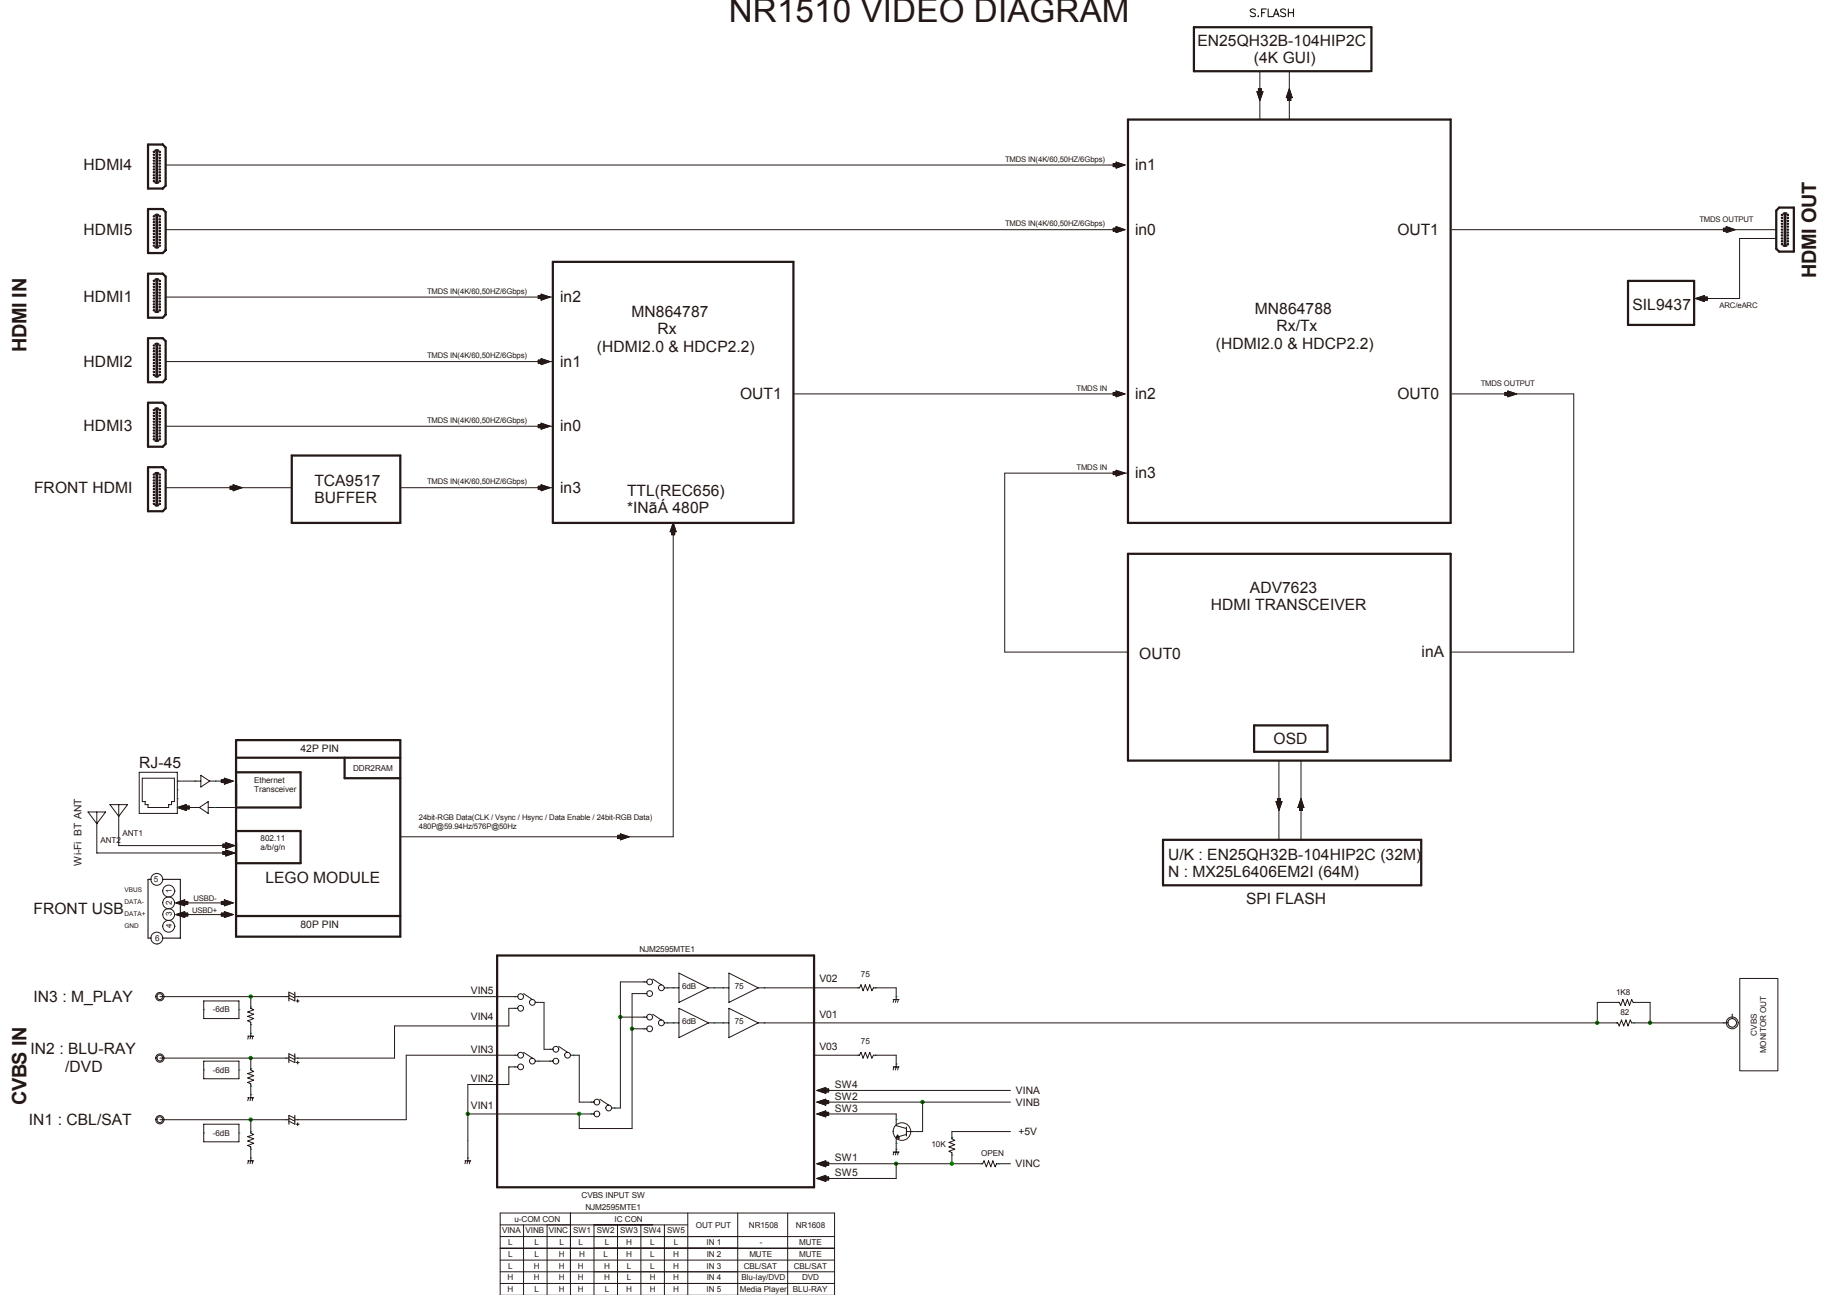 NR1510 VIDEO DIAGRAM
S.FLASH
EN25QH32B-104HIP2C
(4K GUI)
HDMI IN
HDMI4
TMDS IN(4K/60,50HZ/6Gbps)
in1
HDMI5
TMDS IN(4K/60,50HZ/6Gbps)
in0
OUT1
TMDS OUTPUT
HDMI OUT
HDMI1
TMDS IN(4K/60,50HZ/6Gbps)
in2
MN864787
Rx
(HDMI2.0 & HDCP2.2)
MN864788
Rx/Tx
(HDMI2.0 & HDCP2.2)
SIL9437
ARC/eARC
HDMI2
TMDS IN(4K/60,50HZ/6Gbps)
in1
OUT1
TMDS IN
in2
OUT0
TMDS OUTPUT
HDMI3
TMDS IN(4K/60,50HZ/6Gbps)
in0
TMDS IN
in3
FRONT HDMI
TCA9517
BUFFER
TMDS IN(4K/60,50HZ/6Gbps)
in3
TTL(REC656)
*INãÁ 480P
ADV7623
HDMI TRANSCEIVER
OUT0
inA
OSD
U/K : EN25QH32B-104HIP2C (32M)
N : MX25L6406EM2I (64M)
SPI FLASH
RJ-45
42P PIN
DDR2RAM
Ethernet
Transceiver
Wi-Fi BT ANT
ANT1
ANT2
802.11
a/b/g/n
LEGO MODULE
24bit-RGB Data(CLK / Vsync / Hsync / Data Enable / 24bit-RGB Data)
480P@59.94Hz/576P@50Hz
FRONT USB
VBUS
DATA-
DATA+
GND
5
1
2
3
4
6
USBD-
USBD+
80P PIN
NJM2595MTE1
CVBS IN
IN3 : M_PLAY
-6dB
IN2 : BLU-RAY
/DVD
-6dB
IN1 : CBL/SAT
-6dB
VIN5
VIN4
VIN3
VIN2
VIN1
6dB
75
6dB
75
V02
75
V01
V03
75
1K8
82
CVBS
MONITOR OUT
SW4
SW2
SW3
VINA
VINB
+5V
10K
OPEN
SW1
SW5
VINC
CVBS INPUT SW
NJM2595MTE1
u-COM CON IC CON OUT PUT NR1508 NR1608
VINA VINB VINC SW1 SW2 SW3 SW4 SW5
L L L L L H L L IN 1 - MUTE
L L H H L H L H IN 2 MUTE MUTE
L H H H H L L H IN 3 CBL/SAT CBL/SAT
H H H H H L H H IN 4 Blu-lay/DVD DVD
H L H H L H H H IN 5 Media Player BLU-RAY